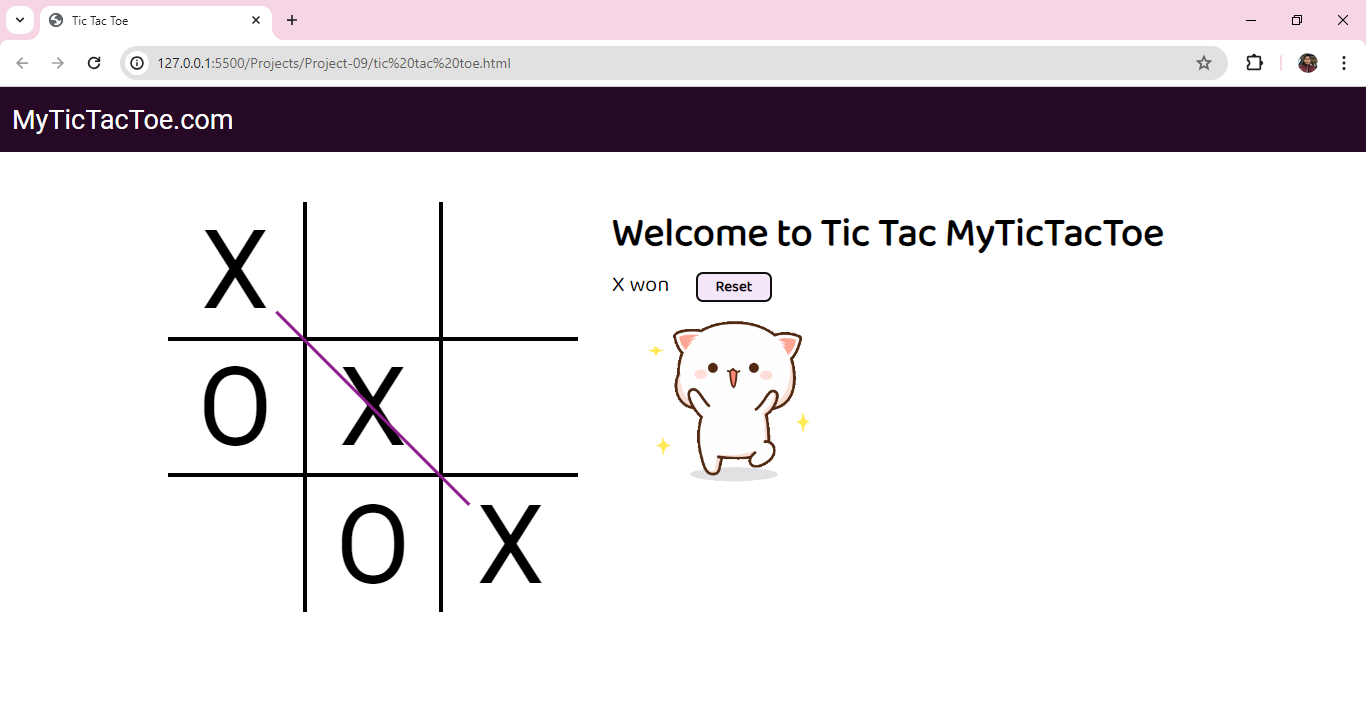 Tic Tac Toe
127.0.0.1:5500/Projects/Project-09/tic%20tac%20toe.html
MyTicTacToe.com
Welcome to Tic Tac MyTicTacToe
X won Reset
X
O X
O X